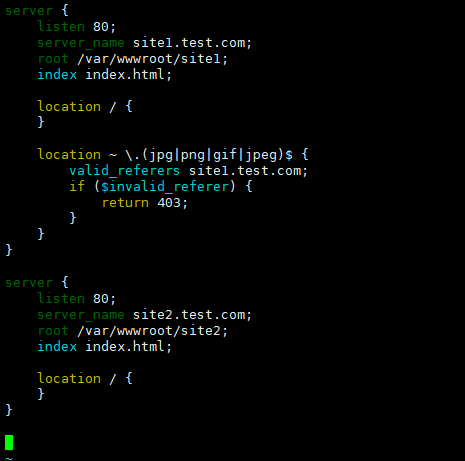 server {
    listen 80;
    server_name site1.test.com;
    root /var/wwwroot/site1;
    index index.html;

    location / {
    }

    location ~ \.(jpg|png|gif|jpeg)$ {
        valid_referers site1.test.com;
        if ($invalid_referer) {
            return 403;
        }
    }
}

server {
    listen 80;
    server_name site2.test.com;
    root /var/wwwroot/site2;
    index index.html;

    location / {
    }
}

~